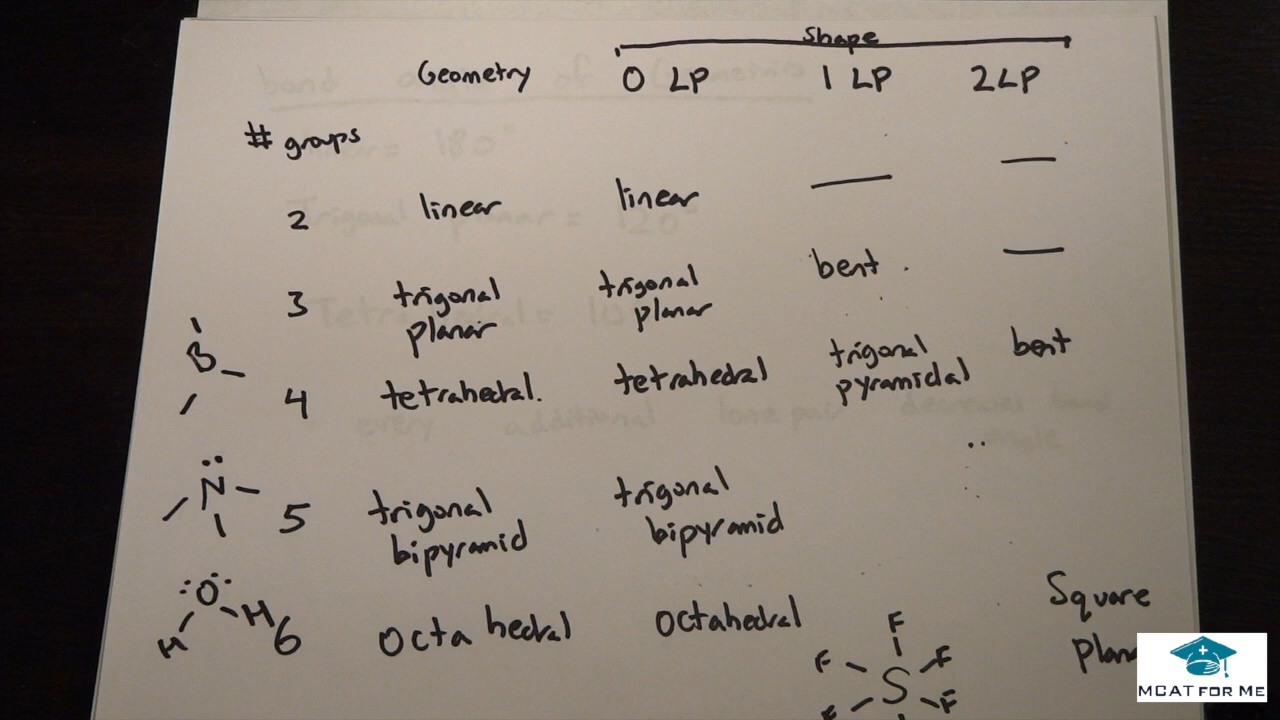 Shape
Geometry 0 LP 1 LP 2LP
# groups
2 linear linear — —
3 trigonal planar trigonal planar bent —
B
4 tetrahedral. tetrahedral trigonal pyramidal bent
N
5 trigonal bipyramid trigonal bipyramid
O
H H
6 octahedral octahedral Square
F
F F
S
F F
MCAT FOR ME